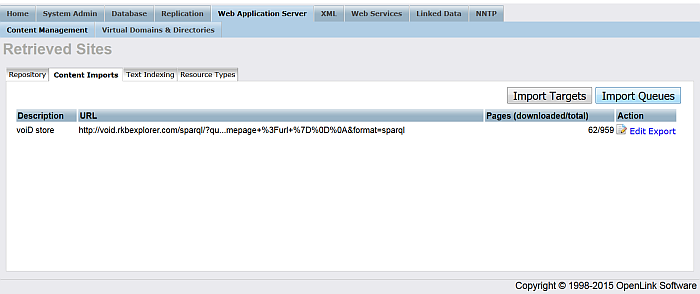 Home System Admin Database Replication Web Application Server XML Web Services Linked Data NNTP
Content Management Virtual Domains & Directories
Retrieved Sites
Repository Content Imports Text Indexing Resource Types
Import Targets Import Queues
Description URL Pages (downloaded/total) Action
voiD store http://void.rkbexplorer.com/sparql/?qu...mepage+%3Furl+%7D%0D%0A&format=sparql 62/959 Edit Export
Copyright © 1998-2015 OpenLink Software